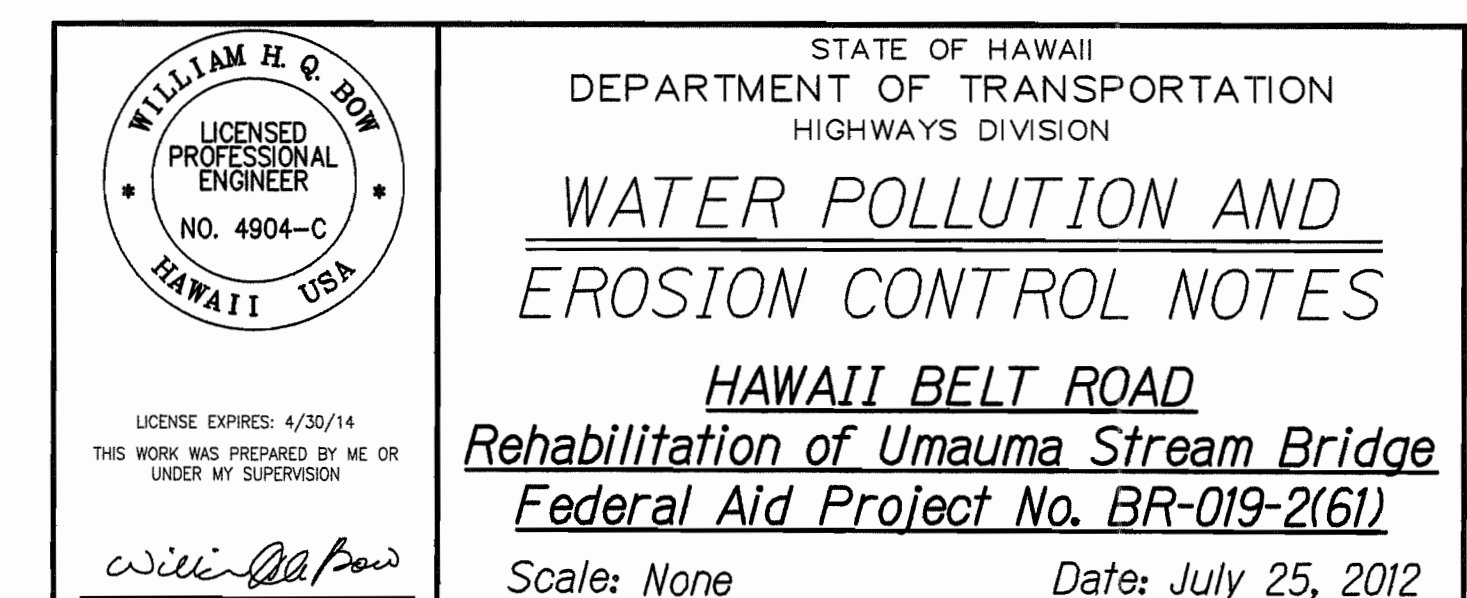 WILLIAM H. Q. BOW
LICENSED
PROFESSIONAL
ENGINEER
NO. 4904-C
HAWAII USA
LICENSE EXPIRES: 4/30/14
THIS WORK WAS PREPARED BY ME OR
UNDER MY SUPERVISION
STATE OF HAWAII
DEPARTMENT OF TRANSPORTATION
HIGHWAYS DIVISION
WATER POLLUTION AND
EROSION CONTROL NOTES
HAWAII BELT ROAD
Rehabilitation of Umauma Stream Bridge
Federal Aid Project No. BR-019-2(61)
Scale: None Date: July 25, 2012